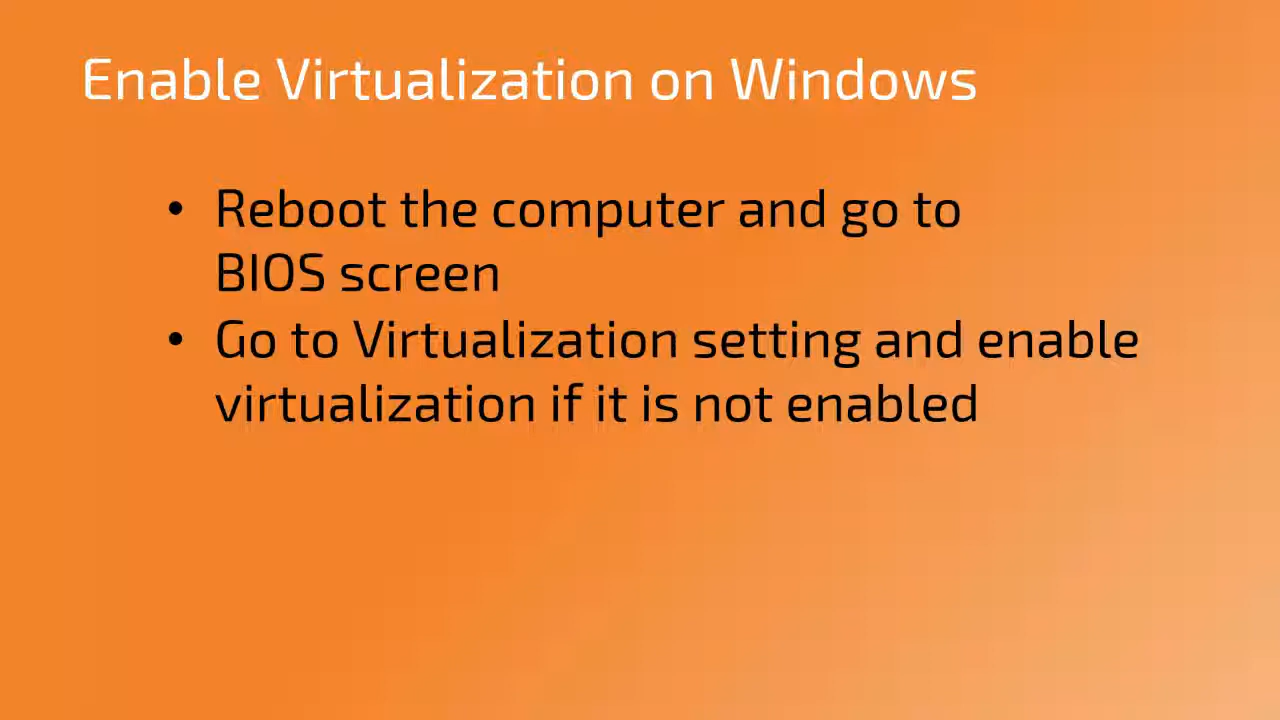 Enable Virtualization on Windows
• Reboot the computer and go to
BIOS screen
• Go to Virtualization setting and enable
virtualization if it is not enabled